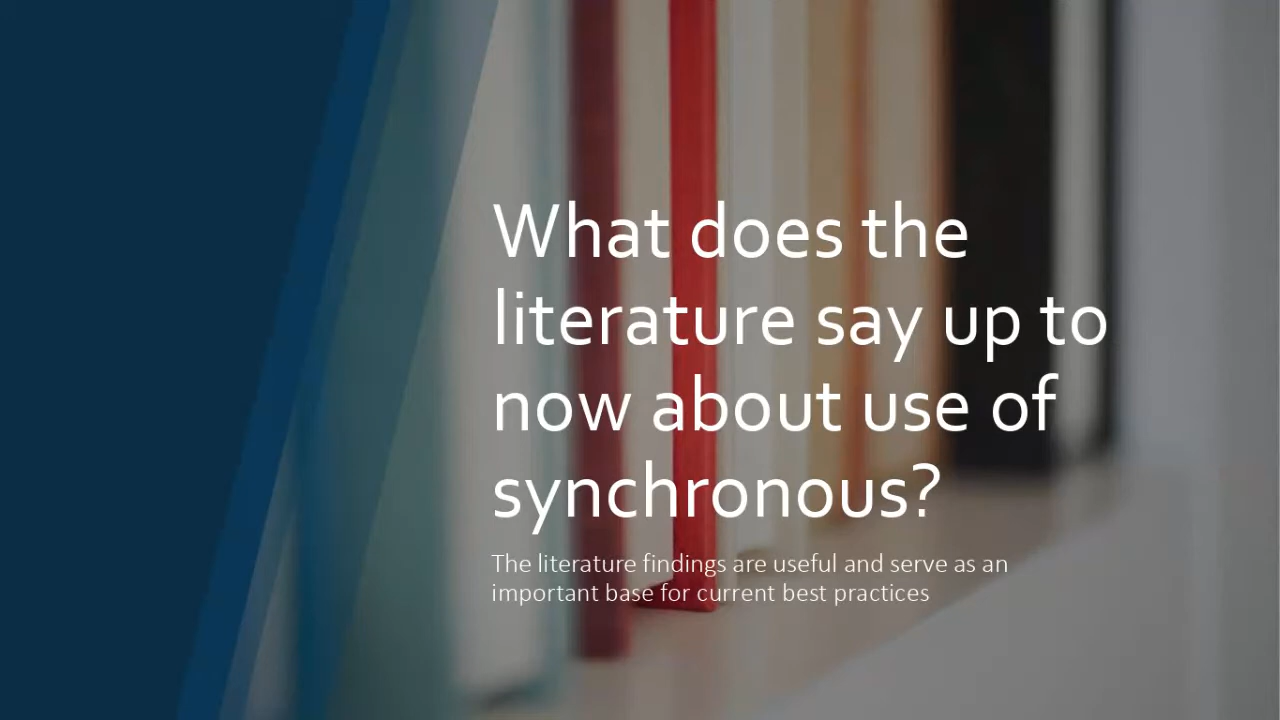 What does the
literature say up to
now about use of
synchronous?
The literature findings are useful and serve as an
important base for current best practices